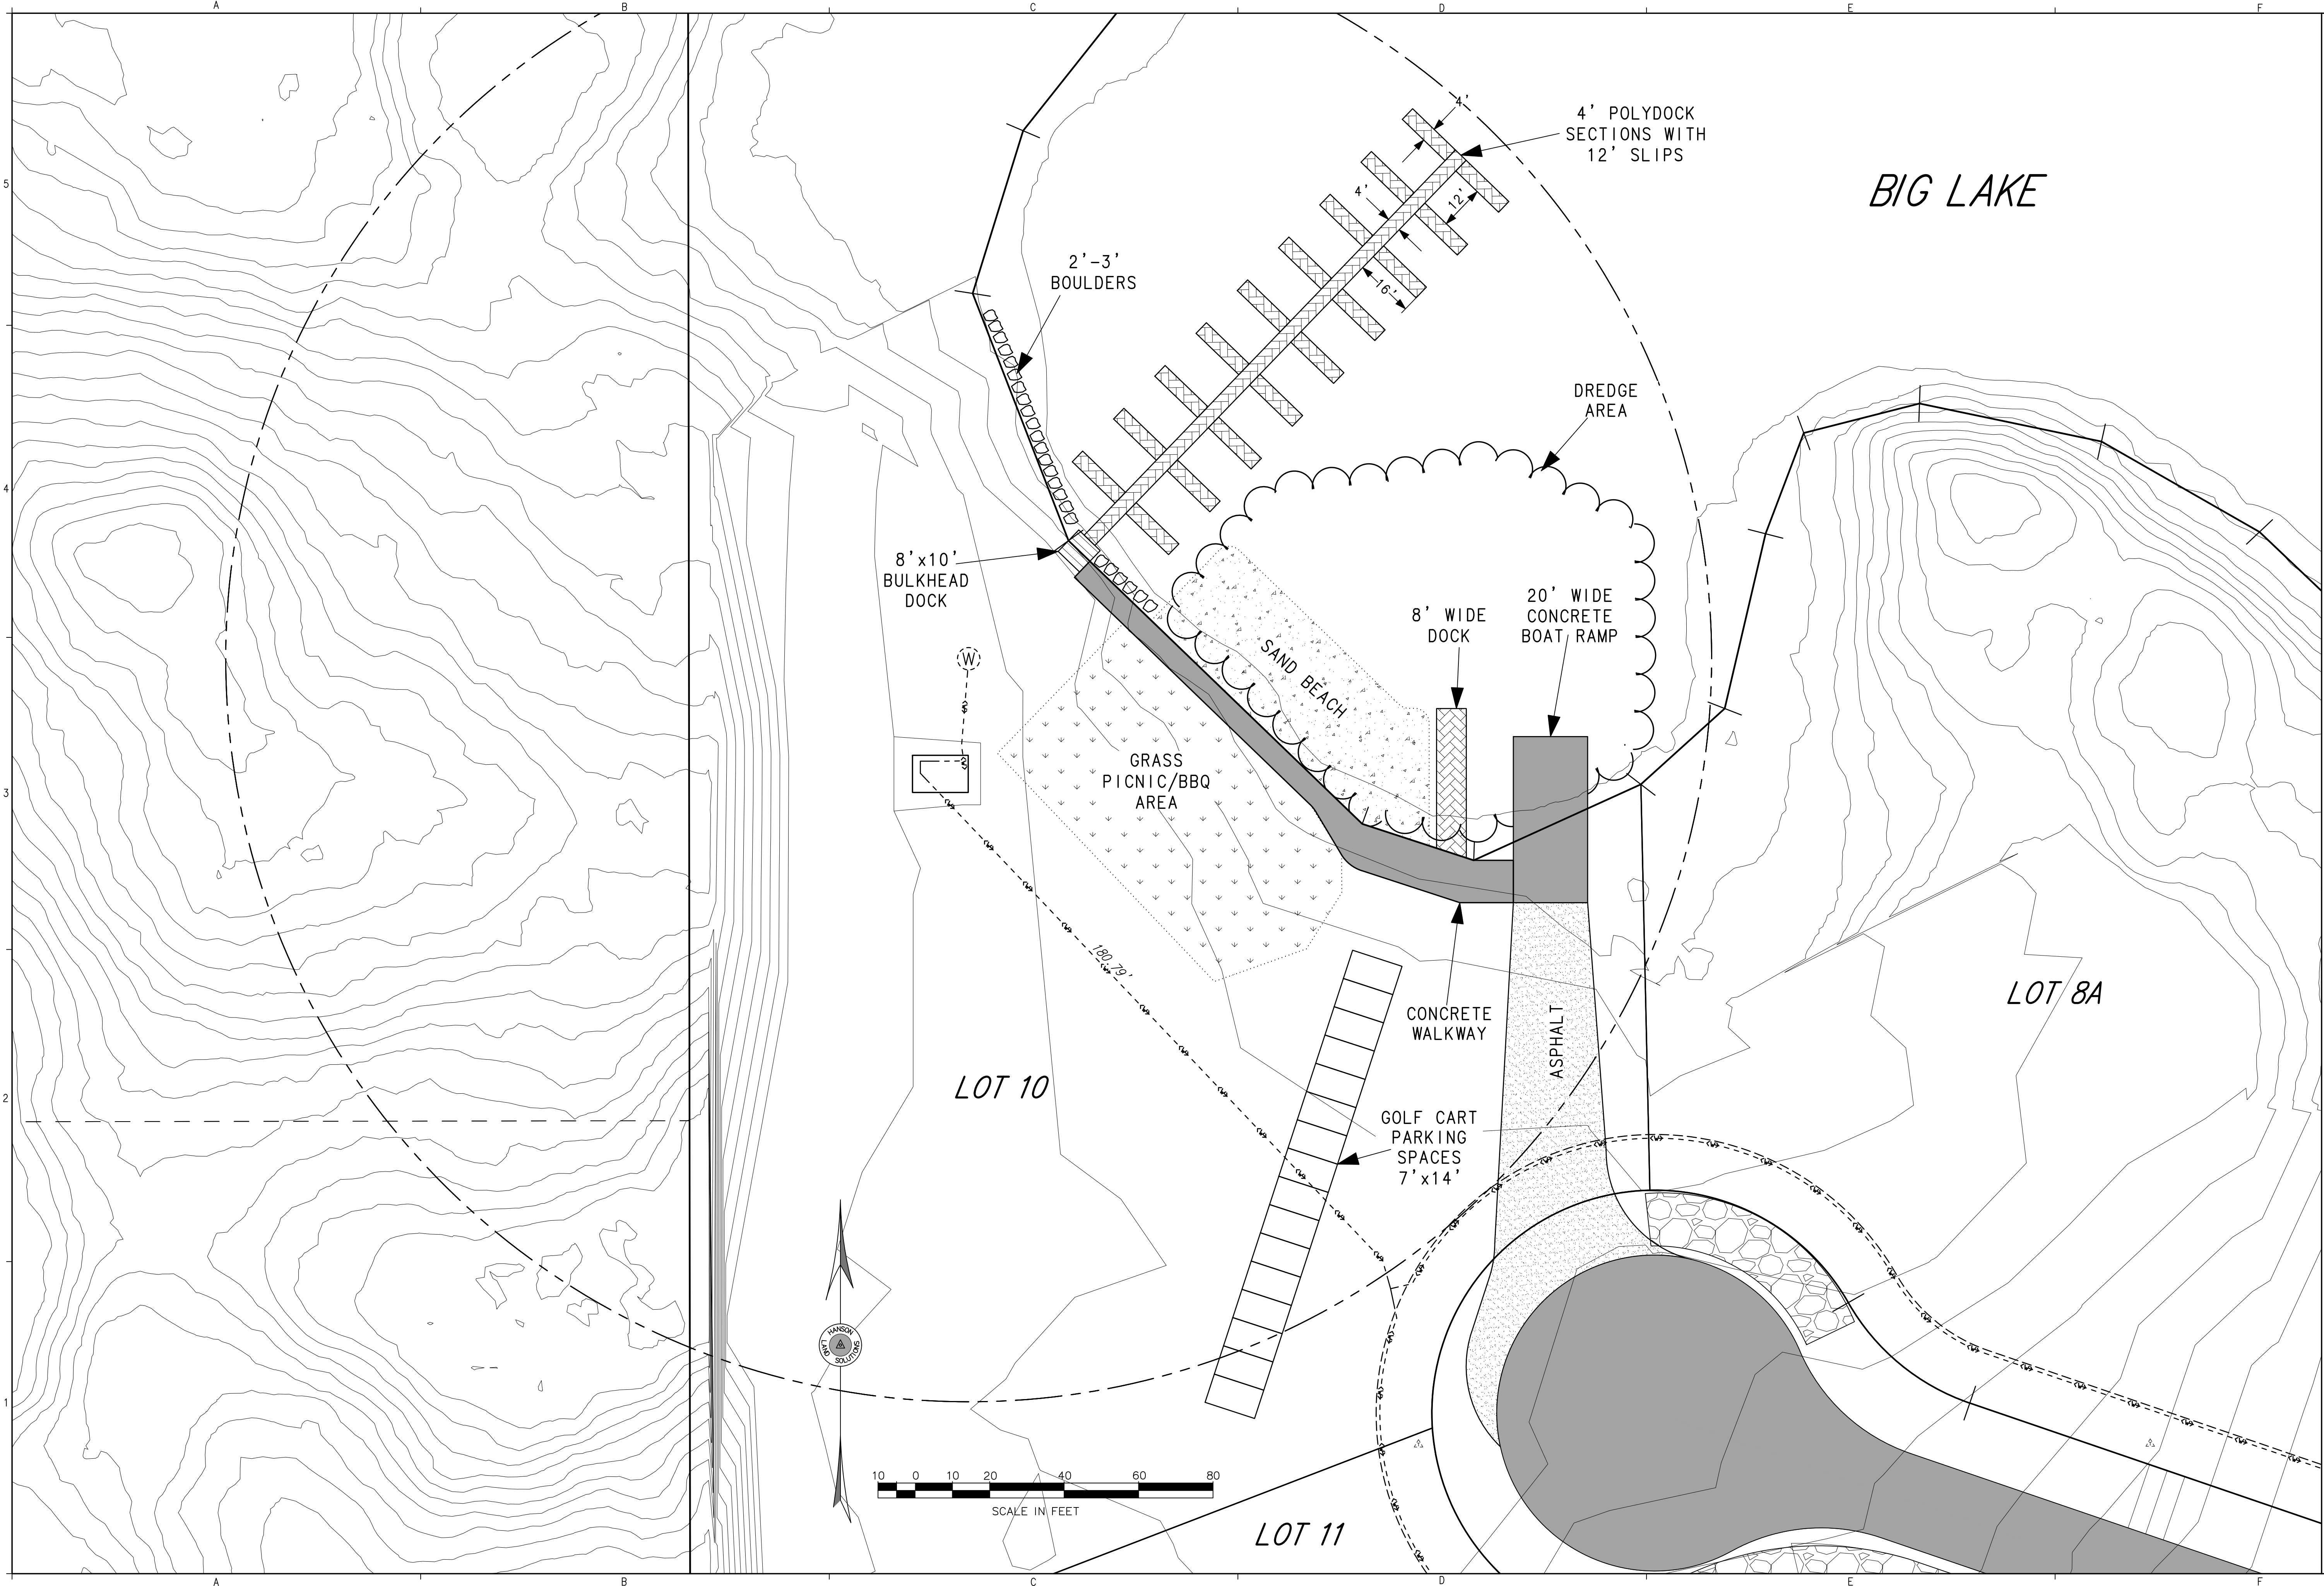 A
B
C
D
E
F
4'
4' POLYDOCK
SECTIONS WITH
12' SLIPS
5
4'
12'
BIG LAKE
2'-3'
BOULDERS
16'
DREDGE
AREA
4
8'x10'
BULKHEAD
DOCK
8' WIDE
DOCK
20' WIDE
CONCRETE
BOAT RAMP
W
SAND BEACH
GRASS
PICNIC/BBQ
AREA
3
180.79'
CONCRETE
WALKWAY
ASPHALT
LOT 8A
LOT 10
2
GOLF CART
PARKING
SPACES
7'x14'
HANSON
LAND SOLUTIONS
1
10 0 10 20 40 60 80
SCALE IN FEET
LOT 11
A
B
C
D
E
F